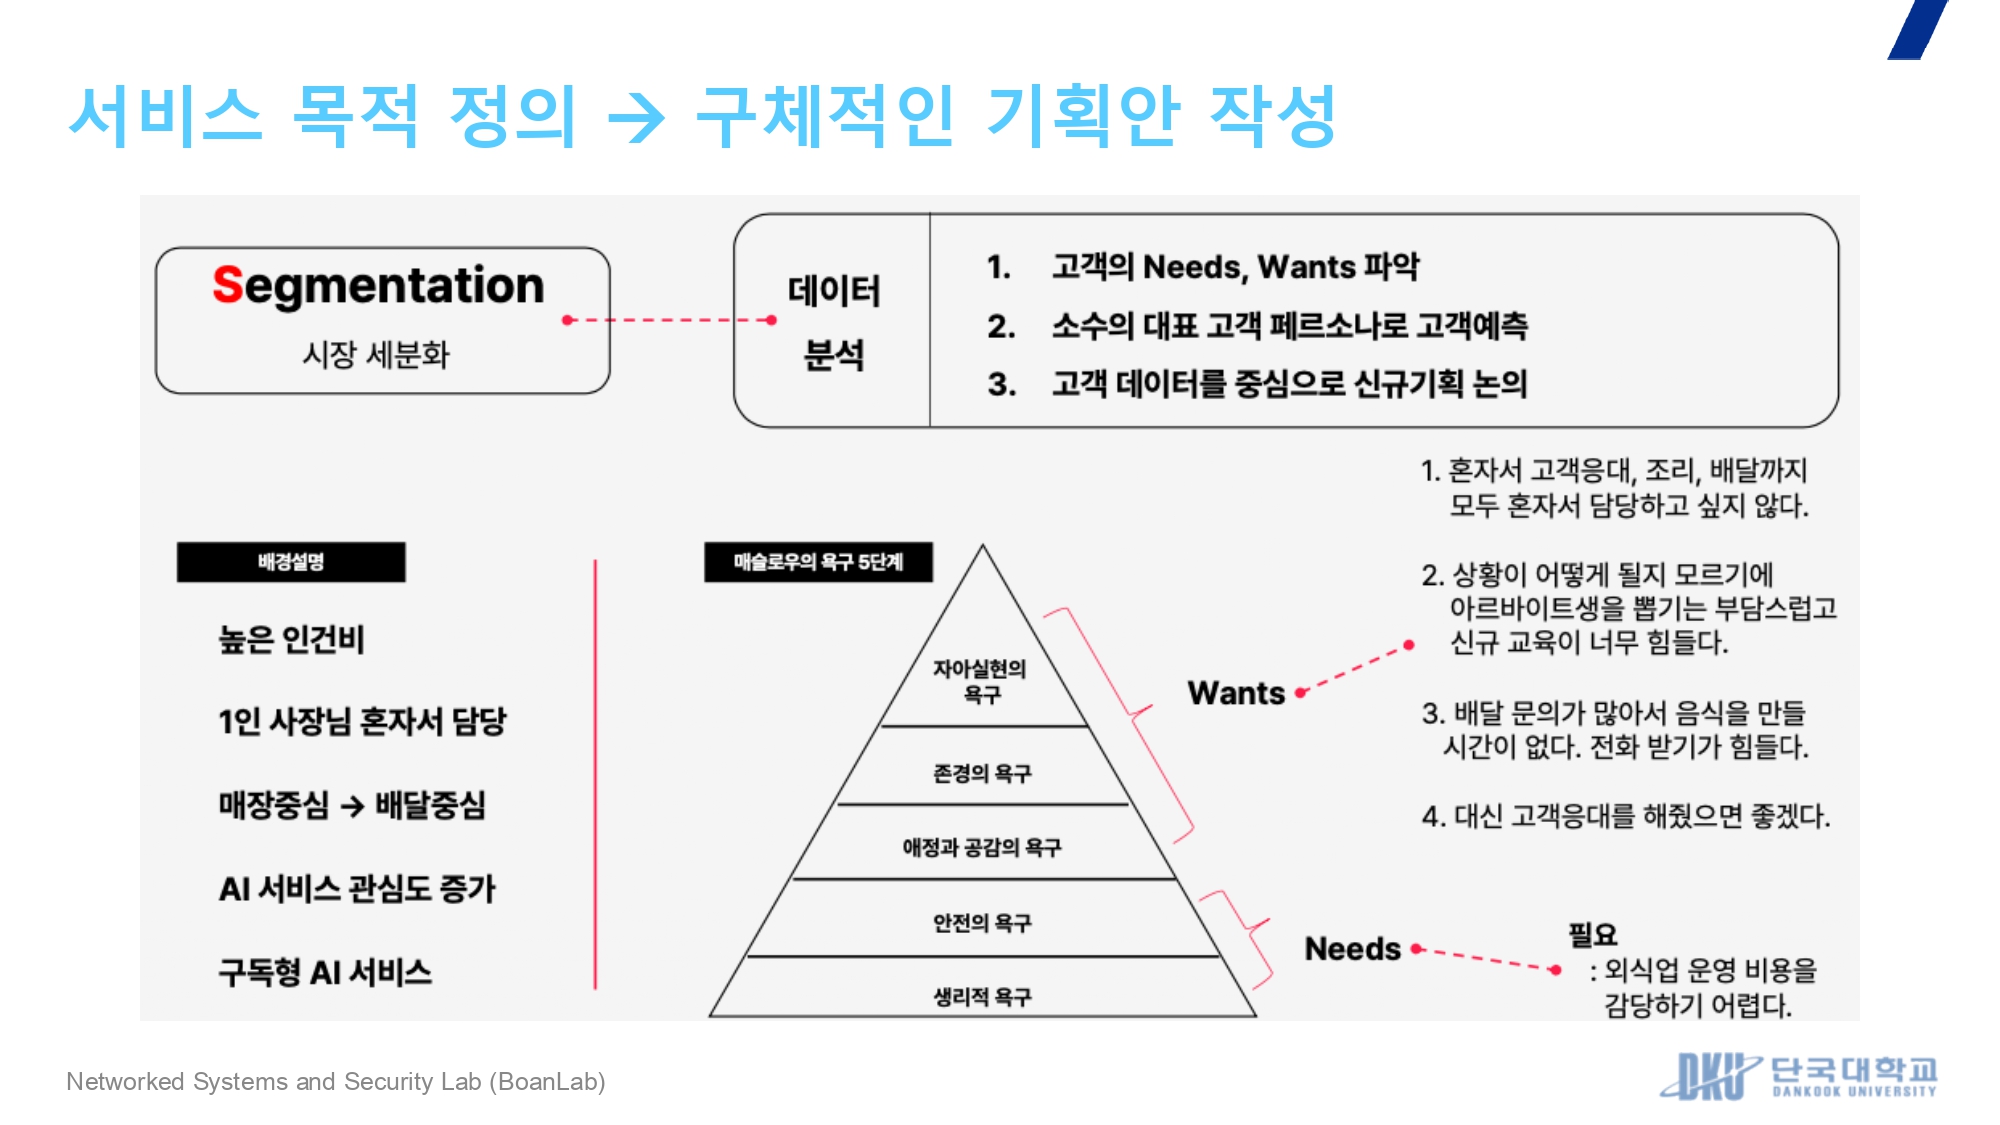 서비스 목적 정의 → 구체적인 기획안 작성
Segmentation
시장 세분화
데이터
분석
1. 고객의 Needs, Wants 파악
2. 소수의 대표 고객 페르소나로 고객예측
3. 고객 데이터를 중심으로 신규기획 논의
배경설명
높은 인건비
1인 사장님 혼자서 담당
매장중심 → 배달중심
AI 서비스 관심도 증가
구독형 AI 서비스
매슬로우의 욕구 5단계
자아실현의
욕구
존경의 욕구
애정과 공감의 욕구
안전의 욕구
생리적 욕구
Wants
1. 혼자서 고객응대, 조리, 배달까지
모두 혼자서 담당하고 싶지 않다.
2. 상황이 어떻게 될지 모르기에
아르바이트생을 뽑기는 부담스럽고
신규 교육이 너무 힘들다.
3. 배달 문의가 많아서 음식을 만들
시간이 없다. 전화 받기가 힘들다.
4. 대신 고객응대를 해줬으면 좋겠다.
Needs
필요
: 외식업 운영 비용을
감당하기 어렵다.
Networked Systems and Security Lab (BoanLab)
DKU 단국대학교
DANKOOK UNIVERSITY